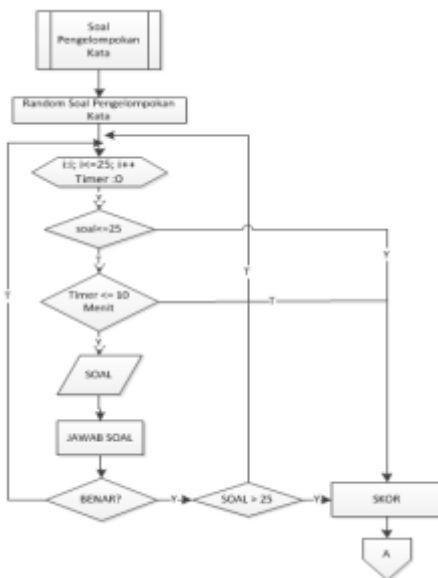 Soal
Pengelompokan
Kata
Random Soal Pengelompokan
Kata
i:i; i<=25; i++
Timer :0
Y
soal<=25
Y
Y
Timer <= 10
Menit
T
Y
SOAL
JAWAB SOAL
BENAR?
Y
SOAL > 25
Y
SKOR
A
T
T